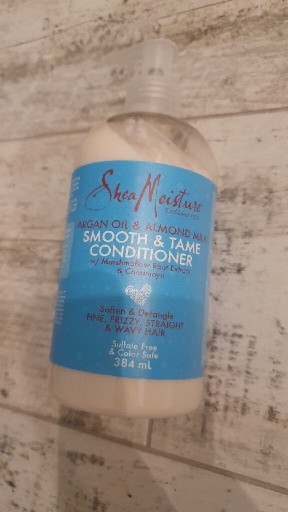 SheaMoisture
ARGAN OIL & ALMOND MILK
SMOOTH & TAME
CONDITIONER
w/ Marshmallow Root Extract
& Chamomile
Soften & Detangle
FINE, FRIZZY, STRAIGHT
& WAVY HAIR
Sulfate Free
& Color Safe
384 mL